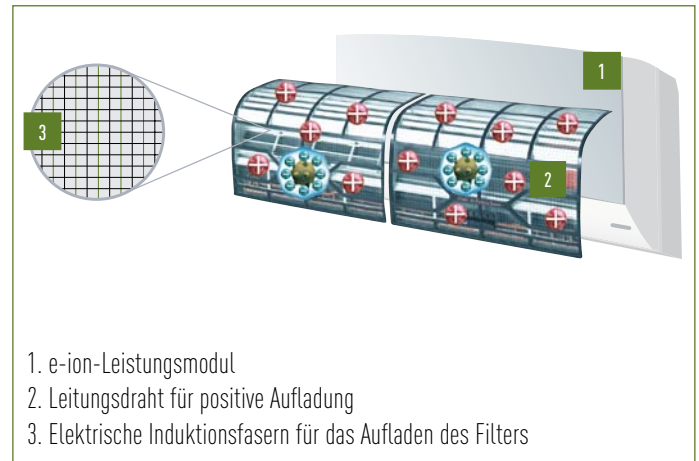 1
3
2
1. e-ion-Leistungsmodul
2. Leitungsdraht für positive Aufladung
3. Elektrische Induktionsfasern für das Aufladen des Filters